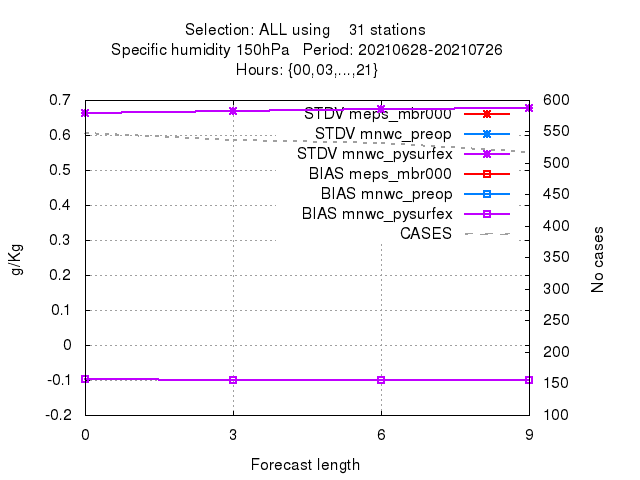 Selection: ALL using    31 stations
Specific humidity 150hPa   Period: 20210628-20210726
Hours: {00,03,...,21}
0.7
0.6
0.5
0.4
0.3
0.2
0.1
0
-0.1
-0.2
g/Kg
STDV meps_mbr000
STDV mnwc_preop
STDV mnwc_pysurfex
BIAS meps_mbr000
BIAS mnwc_preop
BIAS mnwc_pysurfex
CASES
600
550
500
450
400
350
300
250
200
150
100
No cases
0 3 6 9
Forecast length